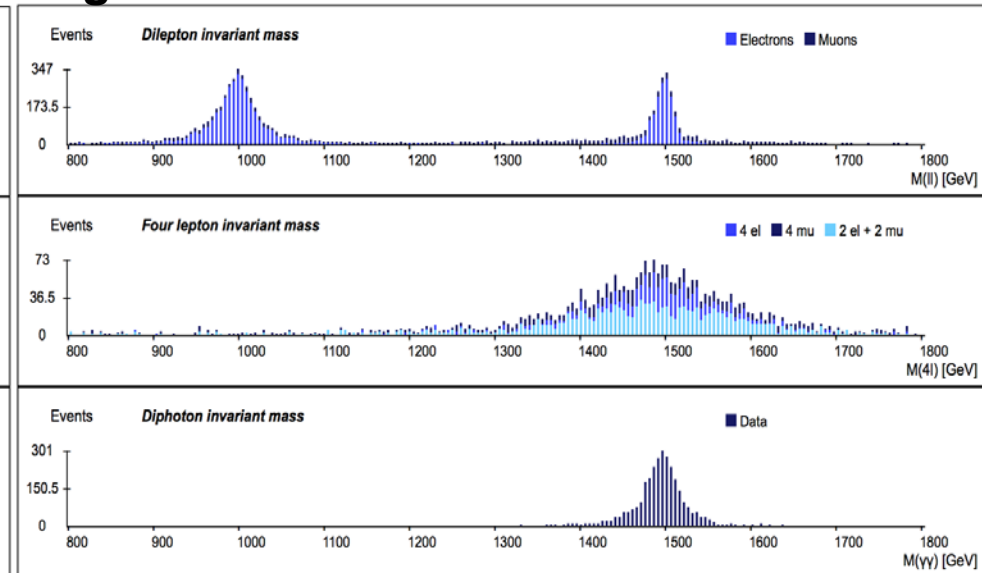 g
Events Dilepton invariant mass Electrons Muons
347
173.5
0
800 900 1000 1100 1200 1300 1400 1500 1600 1700 1800
M(ll) [GeV]
Events Four lepton invariant mass 4 el 4 mu 2 el + 2 mu
73
36.5
0
800 900 1000 1100 1200 1300 1400 1500 1600 1700 1800
M(4l) [GeV]
Events Diphoton invariant mass Data
301
150.5
0
800 900 1000 1100 1200 1300 1400 1500 1600 1700 1800
M(γγ) [GeV]